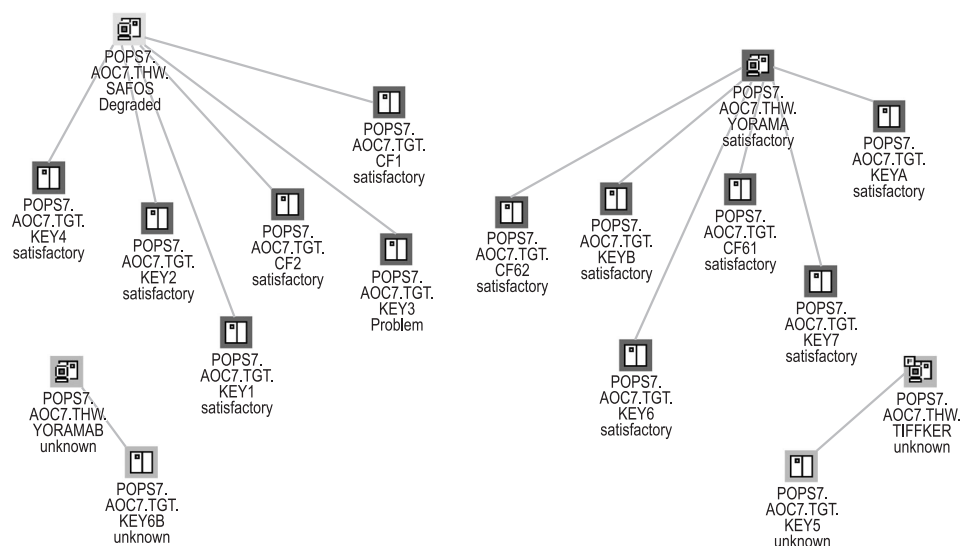 POPS7.
AOC7.THW.
SAFOS
Degraded
POPS7.
AOC7.TGT.
CF1
satisfactory
POPS7.
AOC7.TGT.
KEY4
satisfactory
POPS7.
AOC7.TGT.
KEY2
satisfactory
POPS7.
AOC7.TGT.
CF2
satisfactory
POPS7.
AOC7.TGT.
KEY3
Problem
POPS7.
AOC7.TGT.
KEY1
satisfactory
POPS7.
AOC7.THW.
YORAMAB
unknown
POPS7.
AOC7.TGT.
KEY6B
unknown
POPS7.
AOC7.THW.
YORAMA
satisfactory
POPS7.
AOC7.TGT.
KEYA
satisfactory
POPS7.
AOC7.TGT.
CF62
satisfactory
POPS7.
AOC7.TGT.
KEYB
satisfactory
POPS7.
AOC7.TGT.
CF61
satisfactory
POPS7.
AOC7.TGT.
KEY7
satisfactory
POPS7.
AOC7.TGT.
KEY6
satisfactory
POPS7.
AOC7.THW.
TIFFKER
unknown
POPS7.
AOC7.TGT.
KEY5
unknown